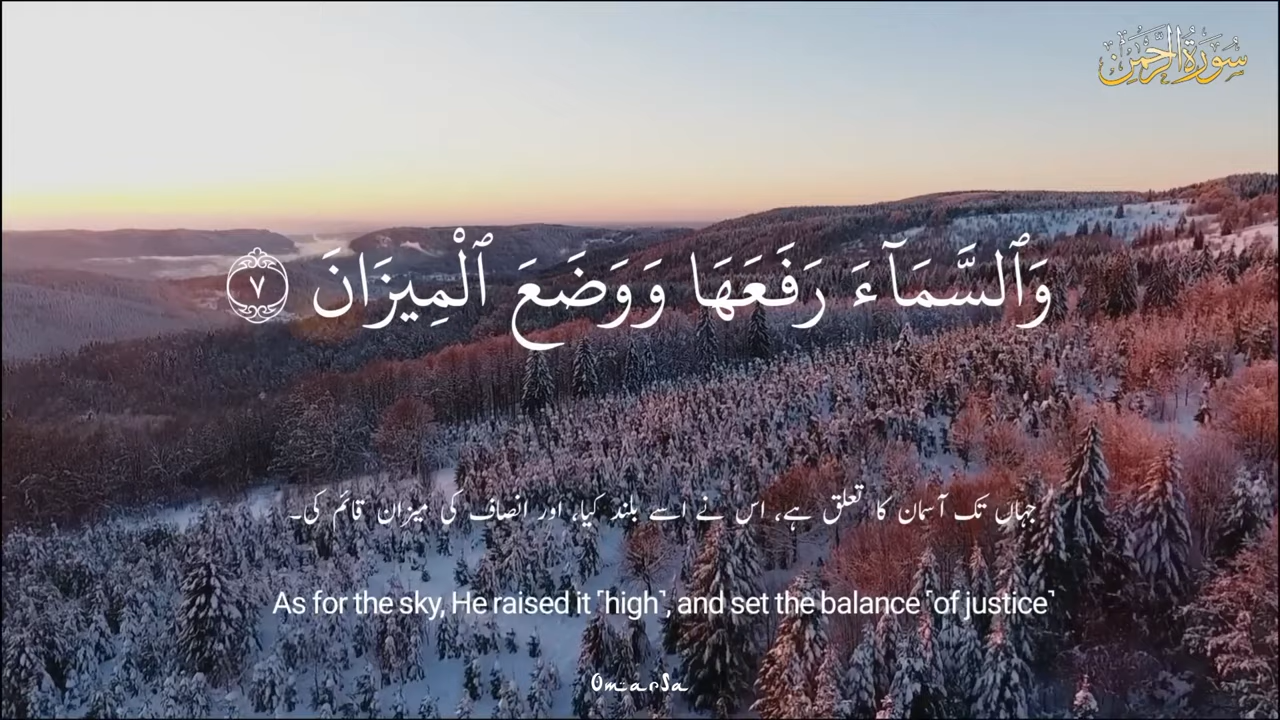 سُورَةُ الرَّحْمَٰن
وَٱلسَّمَآءَ رَفَعَهَا وَوَضَعَ ٱلْمِيزَانَ ٧
جہاں تک آسمان کا تعلق ہے، اس نے اسے بلند کیا، اور انصاف کی میزان قائم کی۔
As for the sky, He raised it ˹high˺, and set the balance ˹of justice˺
OmarSa